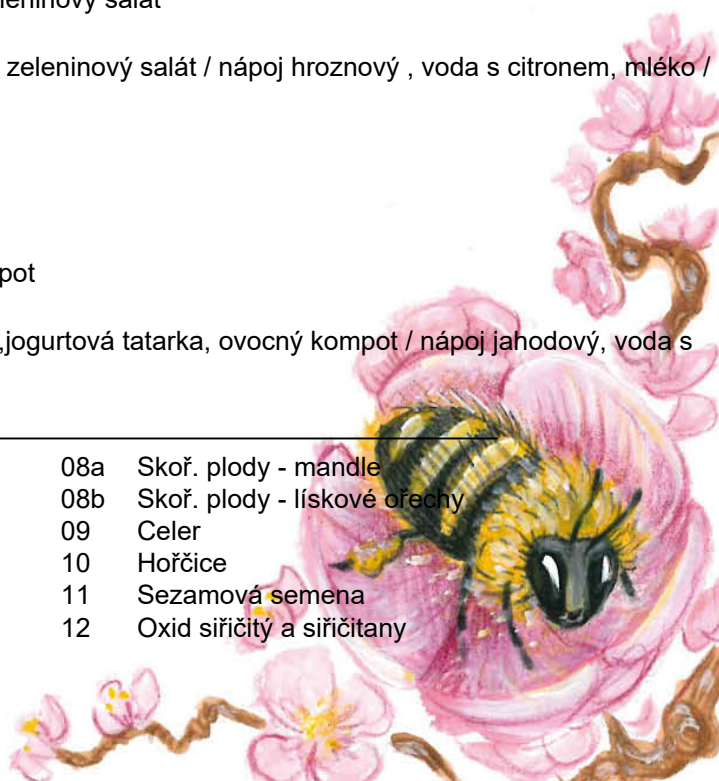 zeleninový salát / nápoj hroznový , voda s citronem, mléko /
pot
,jogurtová tatarka, ovocný kompot / nápoj jahodový, voda s
08a Skoř. plody - mandle
08b Skoř. plody - lískové ořechy
09 Celer
10 Hořčice
11 Sezamová semena
12 Oxid siřičitý a siřičitany